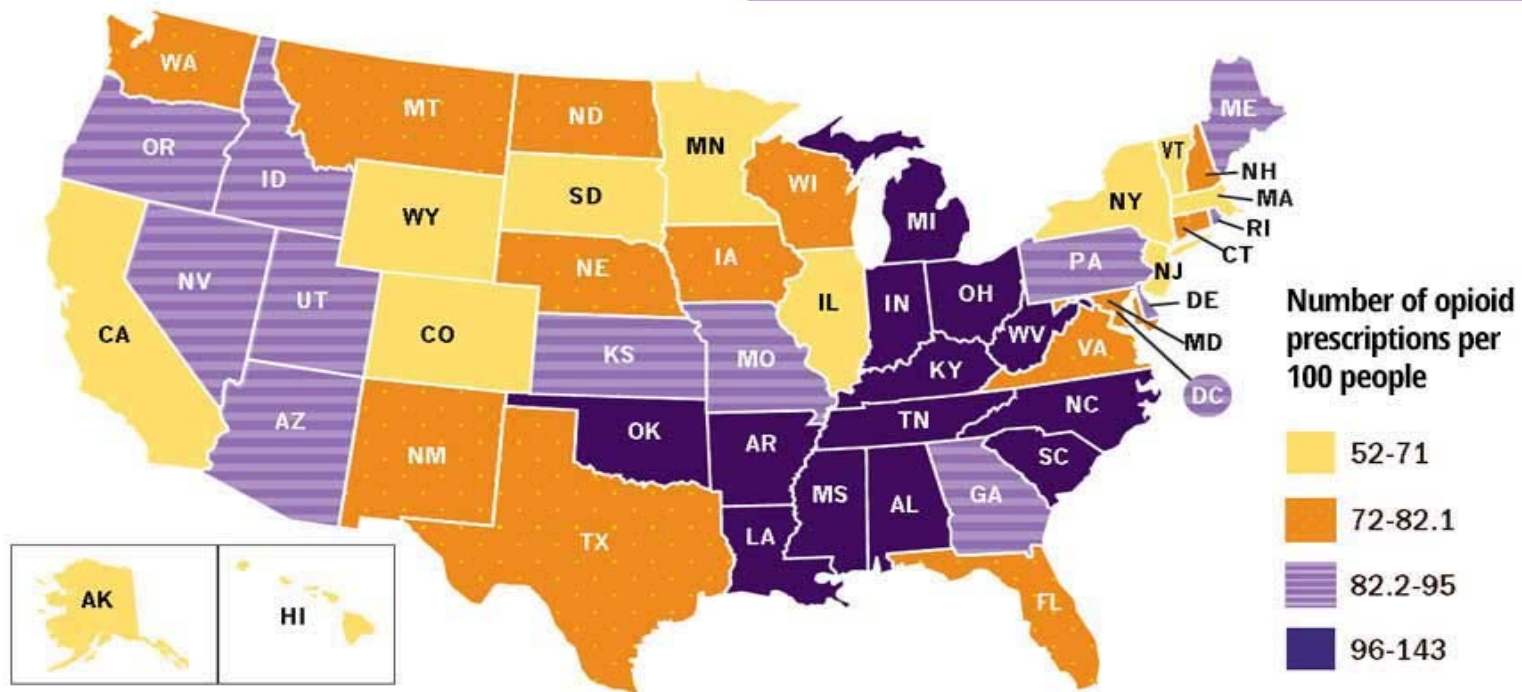 WA
MT
ND
MN
OR
ID
WY
SD
WI
MI
ME
VT
NH
NY
MA
RI
CT
NV
UT
CO
NE
IA
IL
IN
OH
PA
NJ
DE
MD
CA
KS
MO
KY
WV
VA
DC
AZ
NM
OK
AR
TN
NC
SC
TX
LA
MS
AL
GA
FL
AK
HI
Number of opioid
prescriptions per
100 people
52-71
72-82.1
82.2-95
96-143